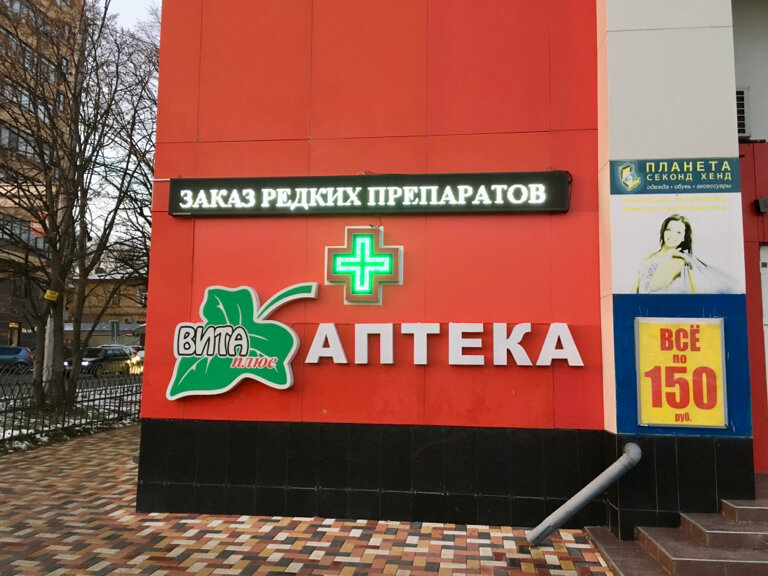 ЗАКАЗ РЕДКИХ ПРЕПАРАТОВ
ВИТА
ПЛЮС
АПТЕКА
ПЛАНЕТА
СЕКОНД ХЕНД
одежда • обувь • аксессуары
ВСЁ
по
150
руб.